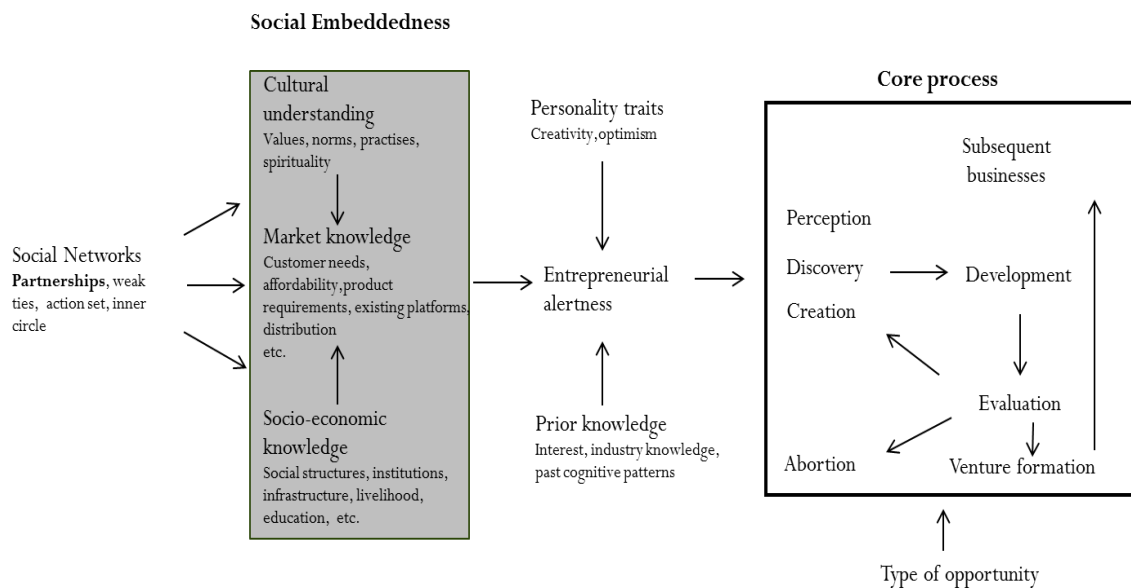 Social Embeddedness
Core process
Cultural
understanding
Values, norms, practises,
spirituality
Market knowledge
Customer needs,
affordability,product
requirements, existing platforms,
distribution
etc.
Socio-economic
knowledge
Social structures, institutions,
infrastructure, livelihood,
education, etc.
Social Networks
Partnerships, weak
ties, action set, inner
circle
Personality traits
Creativity,optimism
Entrepreneurial
alertness
Prior knowledge
Interest, industry knowledge,
past cognitive patterns
Subsequent
businesses
Perception
Discovery
Creation
Development
Evaluation
Abortion
Venture formation
Type of opportunity